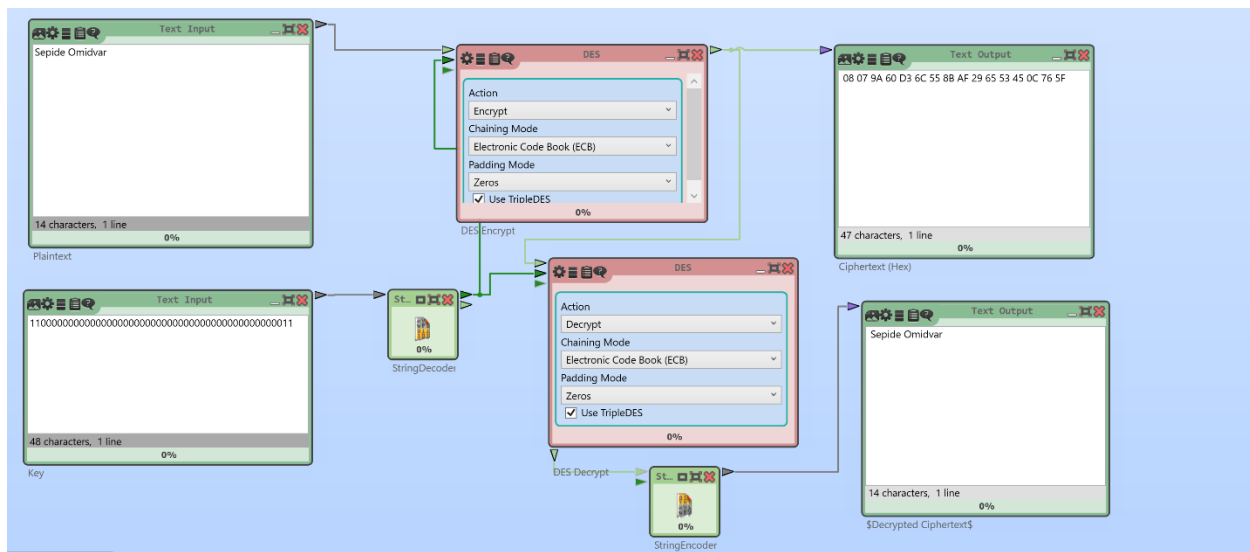 Text Input
Sepide Omidvar
14 characters, 1 line
0%
Plaintext
DES
Action
Encrypt
Chaining Mode
Electronic Code Book (ECB)
Padding Mode
Zeros
Use TripleDES
0%
DES Encrypt
Text Output
08 07 9A 60 D3 6C 55 8B AF 29 65 53 45 0C 76 5F
47 characters, 1 line
0%
Ciphertext (Hex)
Text Input
110000000000000000000000000000000000000000000011
48 characters, 1 line
0%
Key
St...
0%
StringDecoder
DES
Action
Decrypt
Chaining Mode
Electronic Code Book (ECB)
Padding Mode
Zeros
Use TripleDES
0%
DES Decrypt
St...
0%
StringEncoder
Text Output
Sepide Omidvar
14 characters, 1 line
0%
$Decrypted Ciphertext$